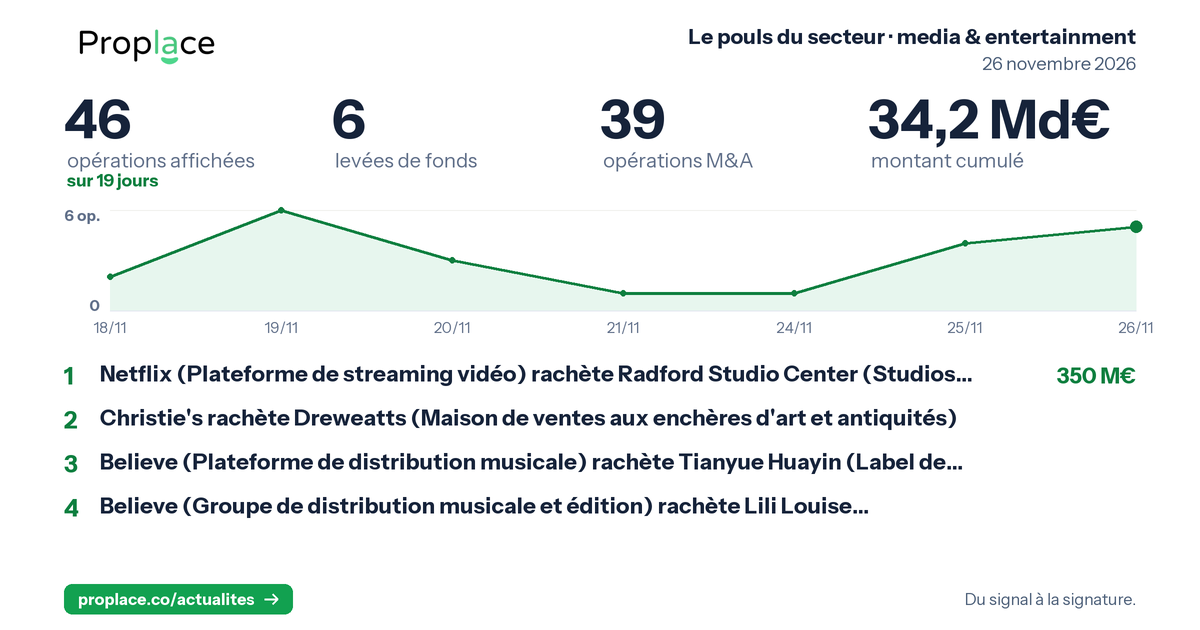 Proplace
Le pouls du secteur · media & entertainment
26 novembre 2026
46
opérations affichées
sur 19 jours
6
levées de fonds
39
opérations M&A
34,2 Md€
montant cumulé
6 op.
0
18/11 19/11 20/11 21/11 24/11 25/11 26/11
1 Netflix (Plateforme de streaming vidéo) rachète Radford Studio Center (Studios... 350 M€
2 Christie's rachète Dreweatts (Maison de ventes aux enchères d'art et antiquités)
3 Believe (Plateforme de distribution musicale) rachète Tianyue Huayin (Label de...
4 Believe (Groupe de distribution musicale et édition) rachète Lili Louise...
proplace.co/actualites →
Du signal à la signature.